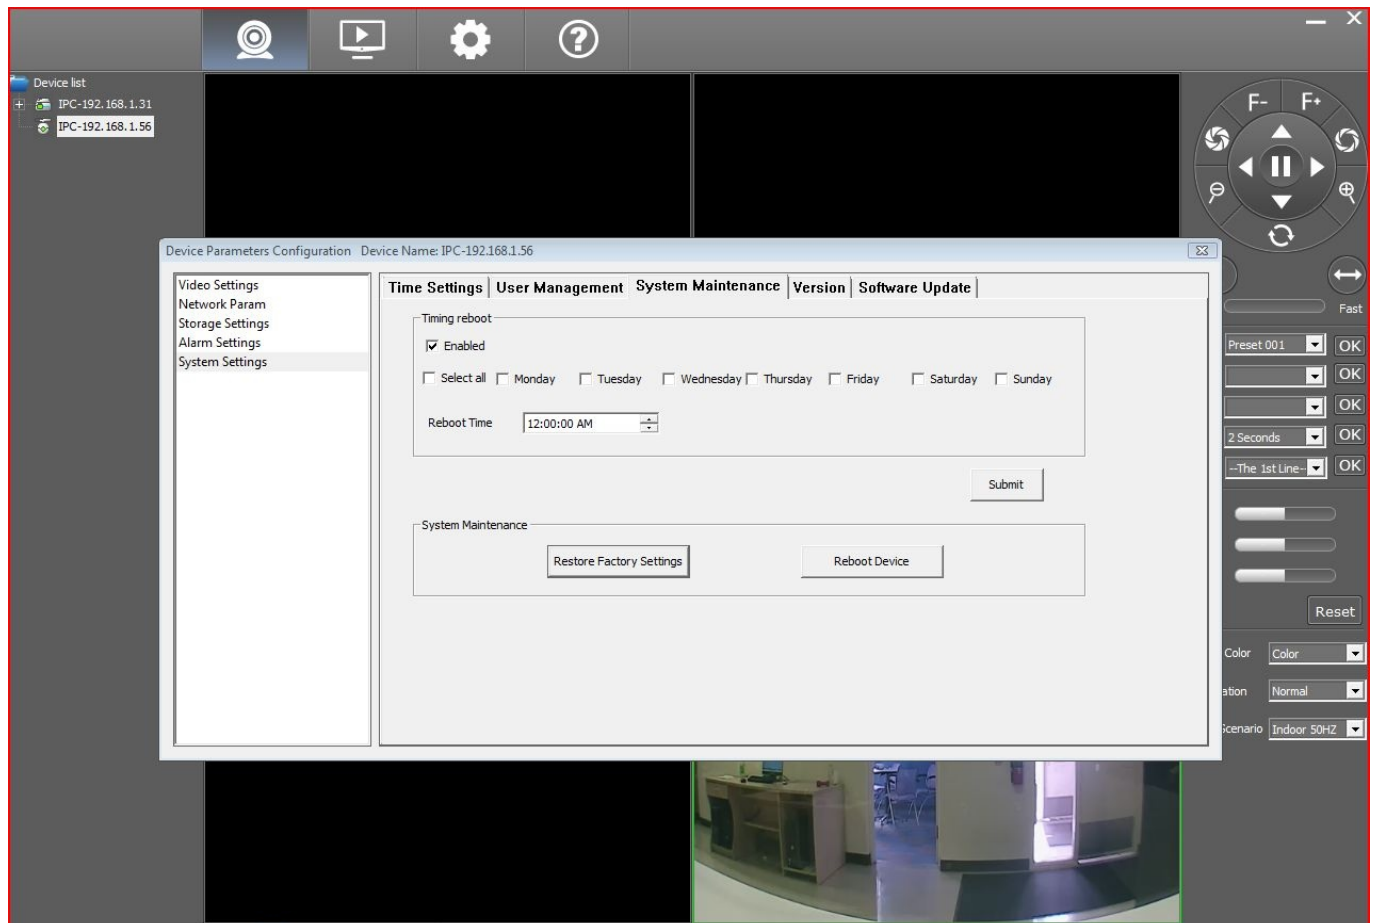 F- F+
Device list
IPC-192.168.1.31
IPC-192.168.1.56
Device Parameters Configuration Device Name: IPC-192.168.1.56
Video Settings
Network Param
Storage Settings
Alarm Settings
System Settings
Time Settings User Management System Maintenance Version Software Update
Timing reboot
Enabled
Select all Monday Tuesday Wednesday Thursday Friday Saturday Sunday
Reboot Time 12:00:00 AM
Submit
System Maintenance
Restore Factory Settings Reboot Device
Fast
Preset 001 OK
OK
OK
2 Seconds OK
--The 1st Line-- OK
Reset
Color Color
ation Normal
Scenario Indoor 50HZ